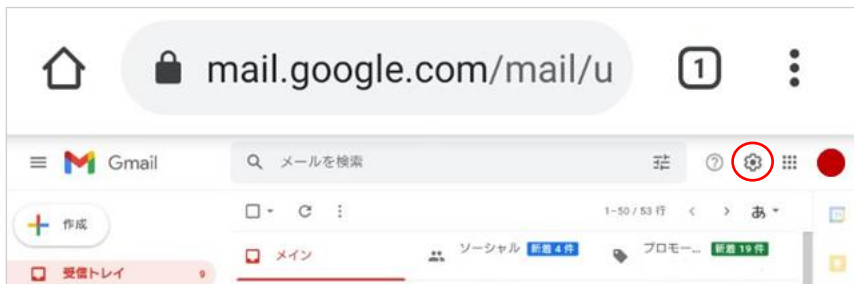 mail.google.com/mail/u
1
Gmail
メールを検索
作成
1-50 / 53 行
あ
受信トレイ 9
メイン
ソーシャル 新着 4 件
プロモー... 新着 19 件